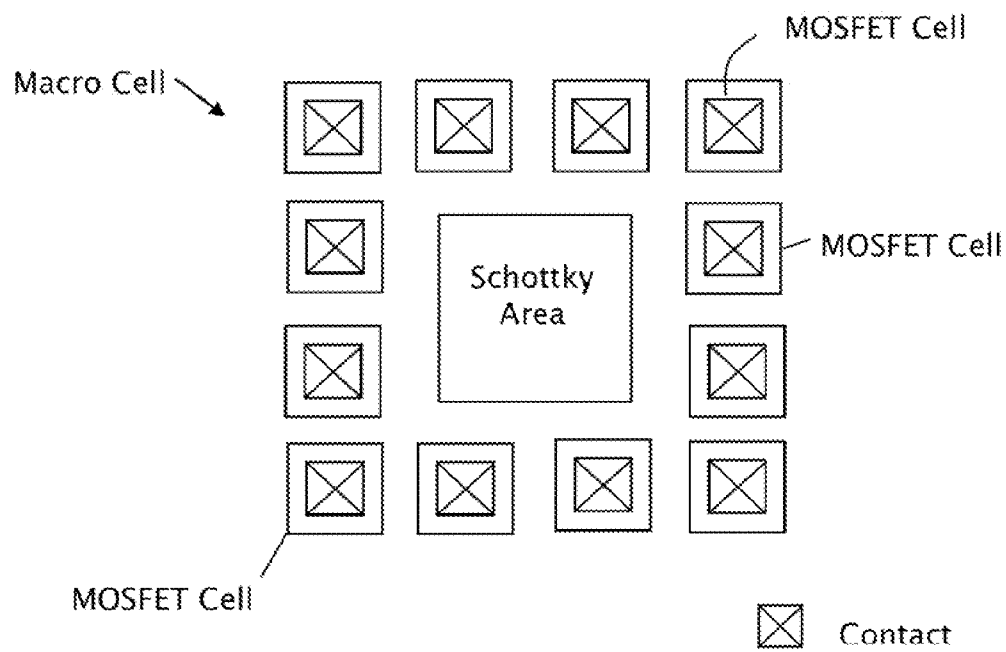 MOSFET Cell
Macro Cell
MOSFET Cell
Schottky
Area
MOSFET Cell
Contact